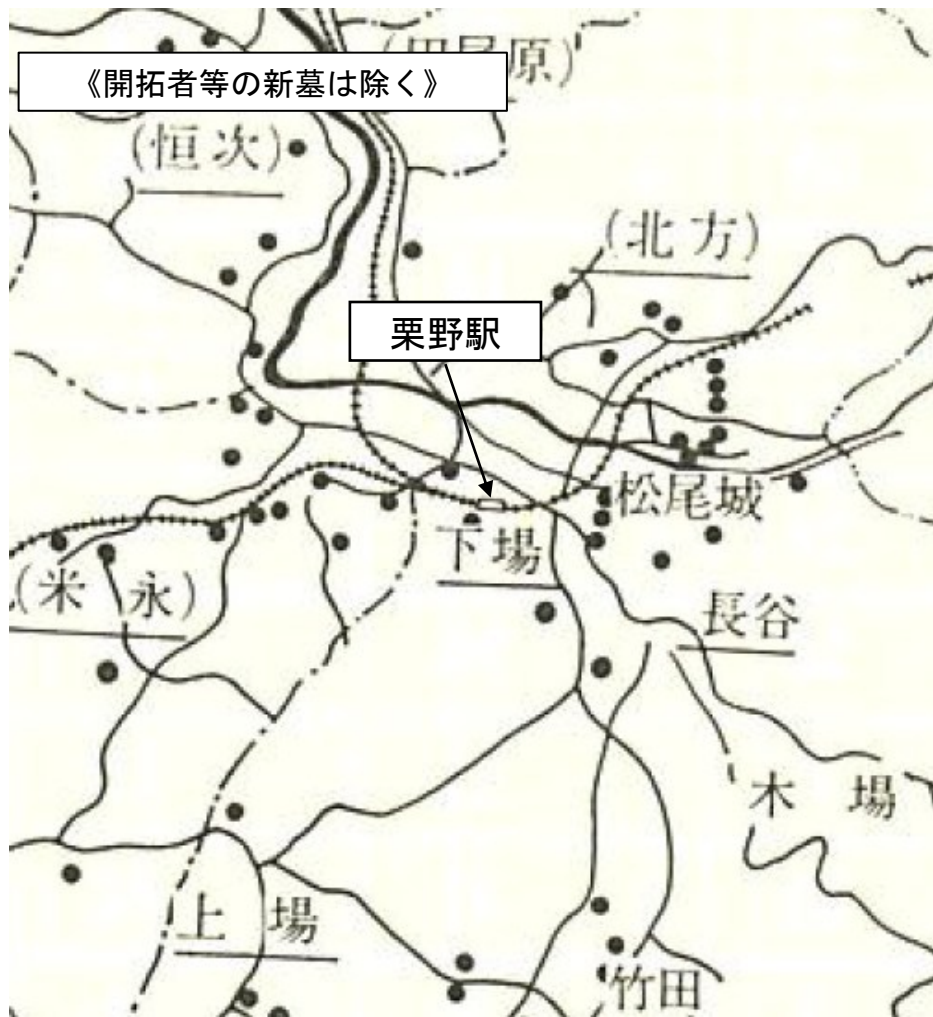 原)
《開拓者等の新墓は除く》
(恒次)
(北方)
栗野駅
松尾城
下場
(米永)
長谷
木場
上場
竹田